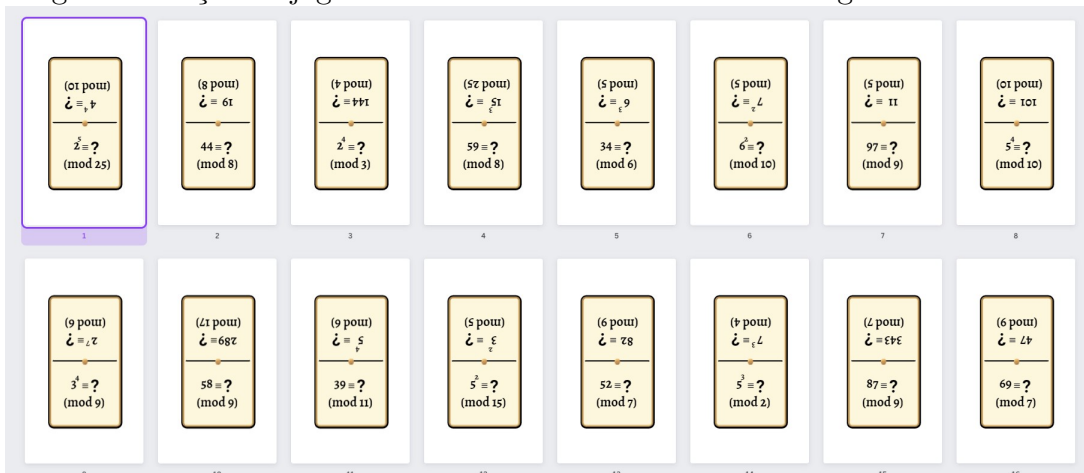 4⁴ ≡ ?
(mod 10)
2⁵ ≡ ?
(mod 25)
1
19 ≡ ?
(mod 8)
44 ≡ ?
(mod 8)
2
144 ≡ ?
(mod 4)
2⁴ ≡ ?
(mod 3)
3
15³ ≡ ?
(mod 25)
59 ≡ ?
(mod 8)
4
6³ ≡ ?
(mod 5)
34 ≡ ?
(mod 6)
5
7² ≡ ?
(mod 5)
6² ≡ ?
(mod 10)
6
11 ≡ ?
(mod 5)
97 ≡ ?
(mod 9)
7
101 ≡ ?
(mod 10)
5⁴ ≡ ?
(mod 10)
8
2⁷ ≡ ?
(mod 6)
3⁴ ≡ ?
(mod 9)
289 ≡ ?
(mod 17)
58 ≡ ?
(mod 9)
5⁴ ≡ ?
(mod 6)
39 ≡ ?
(mod 11)
3² ≡ ?
(mod 5)
5² ≡ ?
(mod 15)
82 ≡ ?
(mod 6)
52 ≡ ?
(mod 7)
7³ ≡ ?
(mod 4)
5³ ≡ ?
(mod 2)
343 ≡ ?
(mod 7)
87 ≡ ?
(mod 9)
47 ≡ ?
(mod 6)
69 ≡ ?
(mod 7)